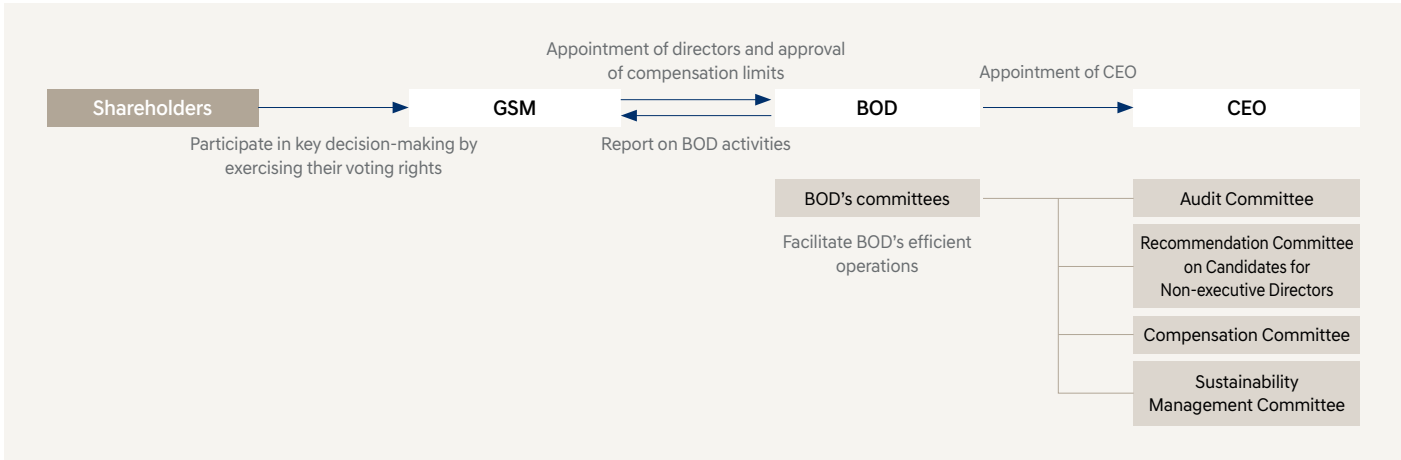 Appointment of directors and approval
of compensation limits
Appointment of CEO
Shareholders
GSM
BOD
CEO
Participate in key decision-making by
exercising their voting rights
Report on BOD activities
BOD's committees
Facilitate BOD's efficient
operations
Audit Committee
Recommendation Committee
on Candidates for
Non-executive Directors
Compensation Committee
Sustainability
Management Committee